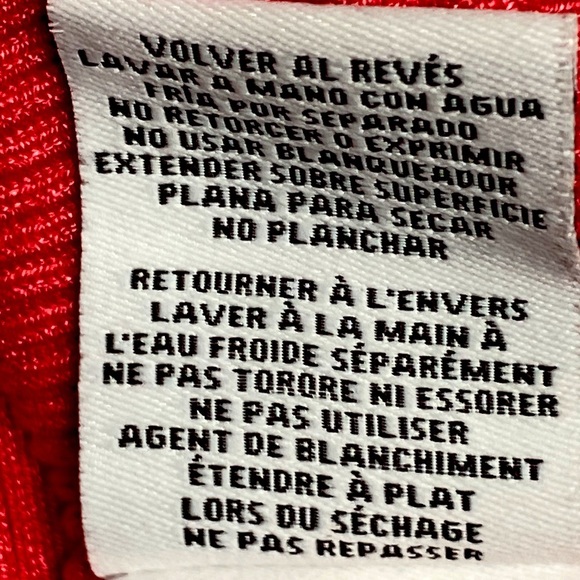 VOLVER AL REVÉS
LAVAR A MANO CON AGUA
FRÍA POR SEPARADO
NO RETORCER O EXPRIMIR
NO USAR BLANQUEADOR
EXTENDER SOBRE SUPERFICIE
PLANA PARA SECAR
NO PLANCHAR
RETOURNER À L'ENVERS
LAVER À LA MAIN À
L'EAU FROIDE SÉPARÉMENT
NE PAS TORDRE NI ESSORER
NE PAS UTILISER
AGENT DE BLANCHIMENT
ÉTENDRE À PLAT
LORS DU SÉCHAGE
NE PAS REPASSER